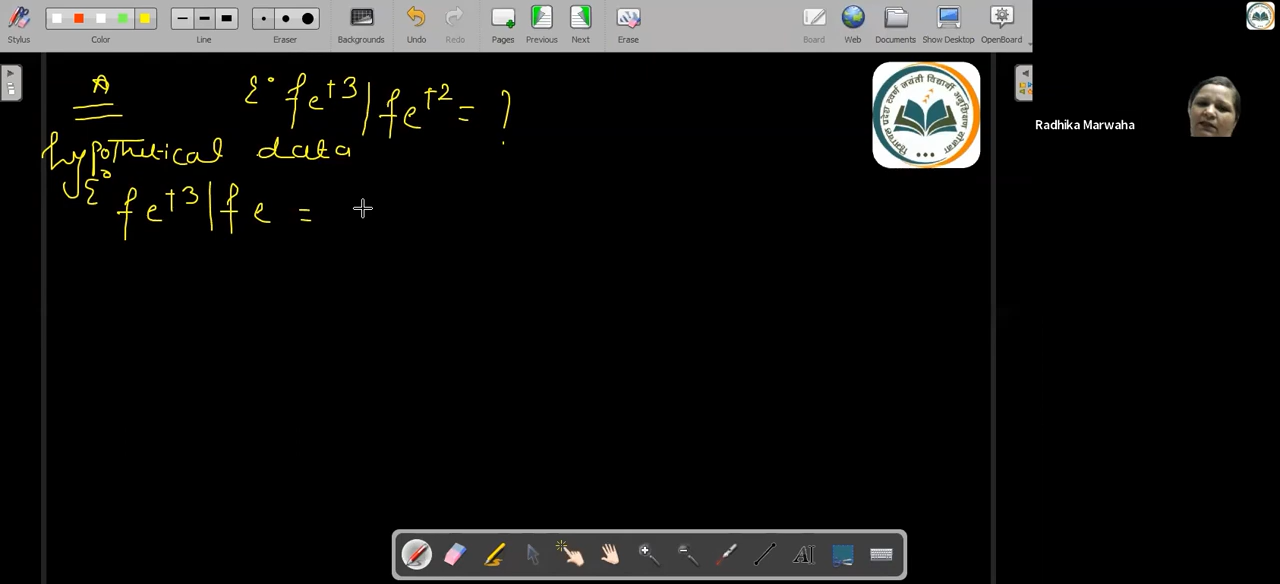 Stylus
Color
Line
Eraser
Backgrounds
Undo
Redo
Pages
Previous
Next
Erase
Board
Web
Documents
Show Desktop
OpenBoard
A
ε° fe+3 | fe+2 = ?
hypothetical data
ε° fe+3 | fe =
Radhika Marwaha